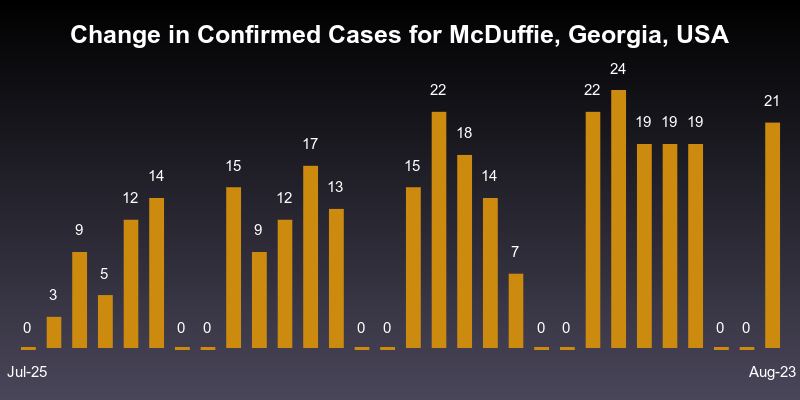 Change in Confirmed Cases for McDuffie, Georgia, USA
0 3 9 5 12 14 0 0 15 9 12 17 13 0 0 15 22 18 14 7 0 0 22 24 19 19 19 0 0 21
Jul-25 Aug-23